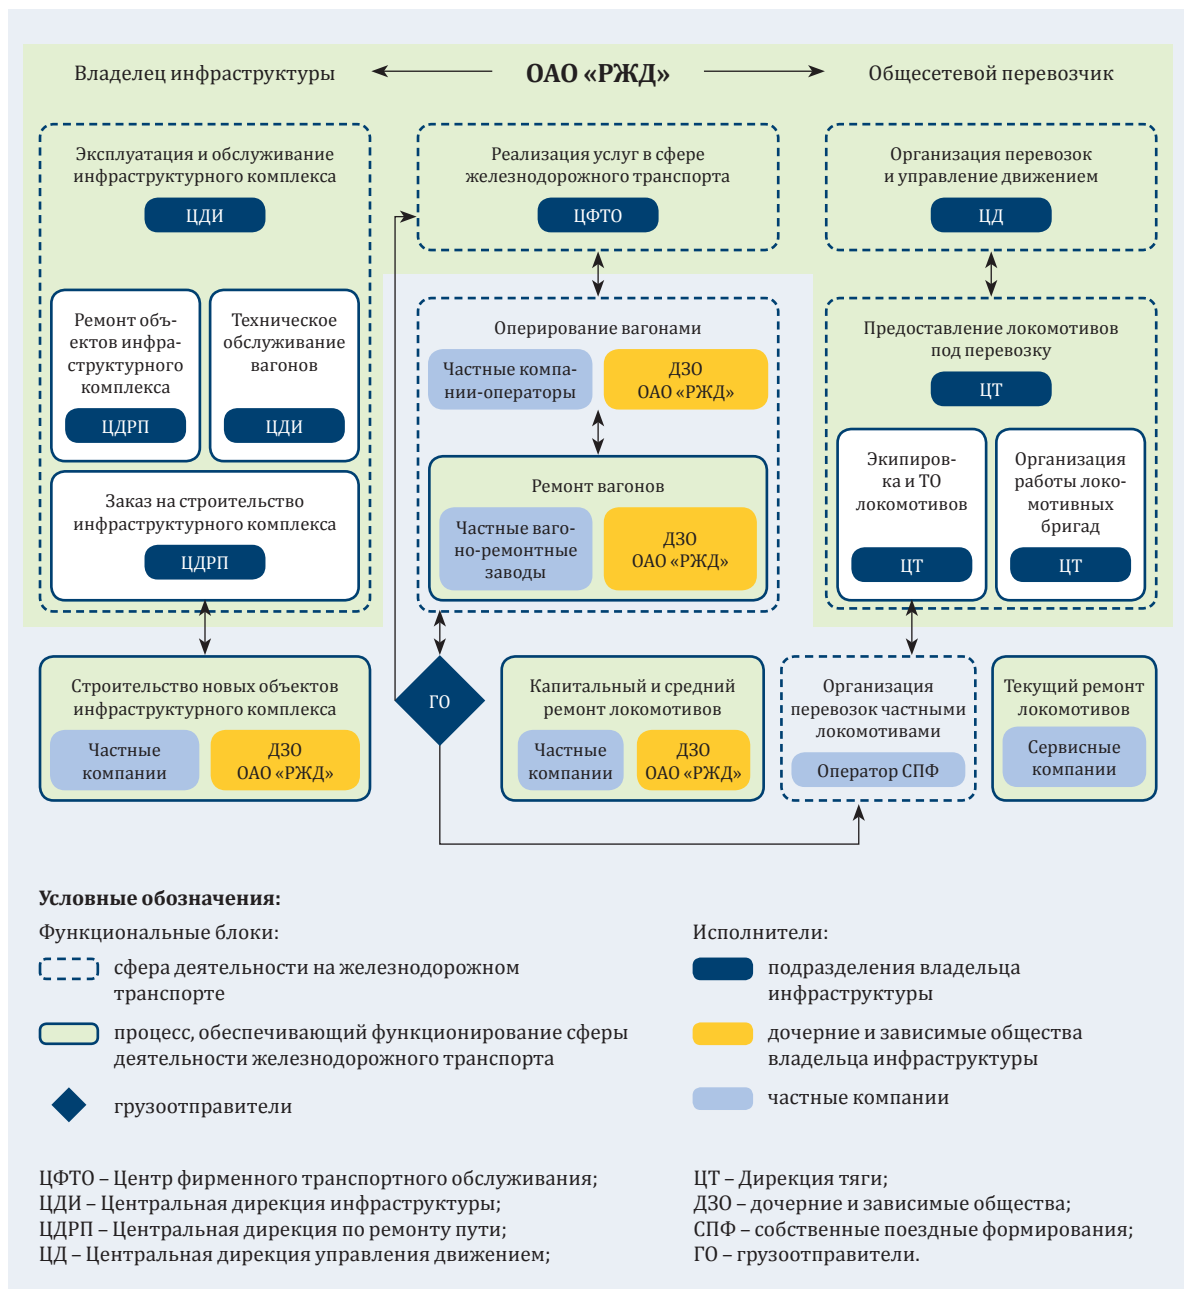 Владелец инфраструктуры
ОАО «РЖД»
Общесетевой перевозчик
Эксплуатация и обслуживание
инфраструктурного комплекса
ЦДИ
Ремонт объ-
ектов инфра-
структурного
комплекса
ЦДРП
Техническое
обслуживание
вагонов
ЦДИ
Заказ на строительство
инфраструктурного комплекса
ЦДРП
Реализация услуг в сфере
железнодорожного транспорта
ЦФТО
Оперирование вагонами
Частные компа-
нии-операторы
ДЗО
ОАО «РЖД»
Ремонт вагонов
Частные ваго-
но-ремонтные
заводы
ДЗО
ОАО «РЖД»
Организация перевозок
и управление движением
ЦД
Предоставление локомотивов
под перевозку
ЦТ
Экипиров-
ка и ТО
локомотивов
ЦТ
Организация
работы локо-
мотивных
бригад
ЦТ
Строительство новых объектов
инфраструктурного комплекса
Частные
компании
ДЗО
ОАО «РЖД»
ГО
Капитальный и средний
ремонт локомотивов
Частные
компании
ДЗО
ОАО «РЖД»
Организация
перевозок частными
локомотивами
Оператор СПФ
Текущий ремонт
локомотивов
Сервисные
компании
Условные обозначения:
Функциональные блоки:
сфера деятельности на железнодорожном
транспорте
процесс, обеспечивающий функционирование сферы
деятельности железнодорожного транспорта
грузоотправители
Исполнители:
подразделения владельца
инфраструктуры
дочерние и зависимые общества
владельца инфраструктуры
частные компании
ЦФТО – Центр фирменного транспортного обслуживания;
ЦДИ – Центральная дирекция инфраструктуры;
ЦДРП – Центральная дирекция по ремонту пути;
ЦД – Центральная дирекция управления движением;
ЦТ – Дирекция тяги;
ДЗО – дочерние и зависимые общества;
СПФ – собственные поездные формирования;
ГО – грузоотправители.